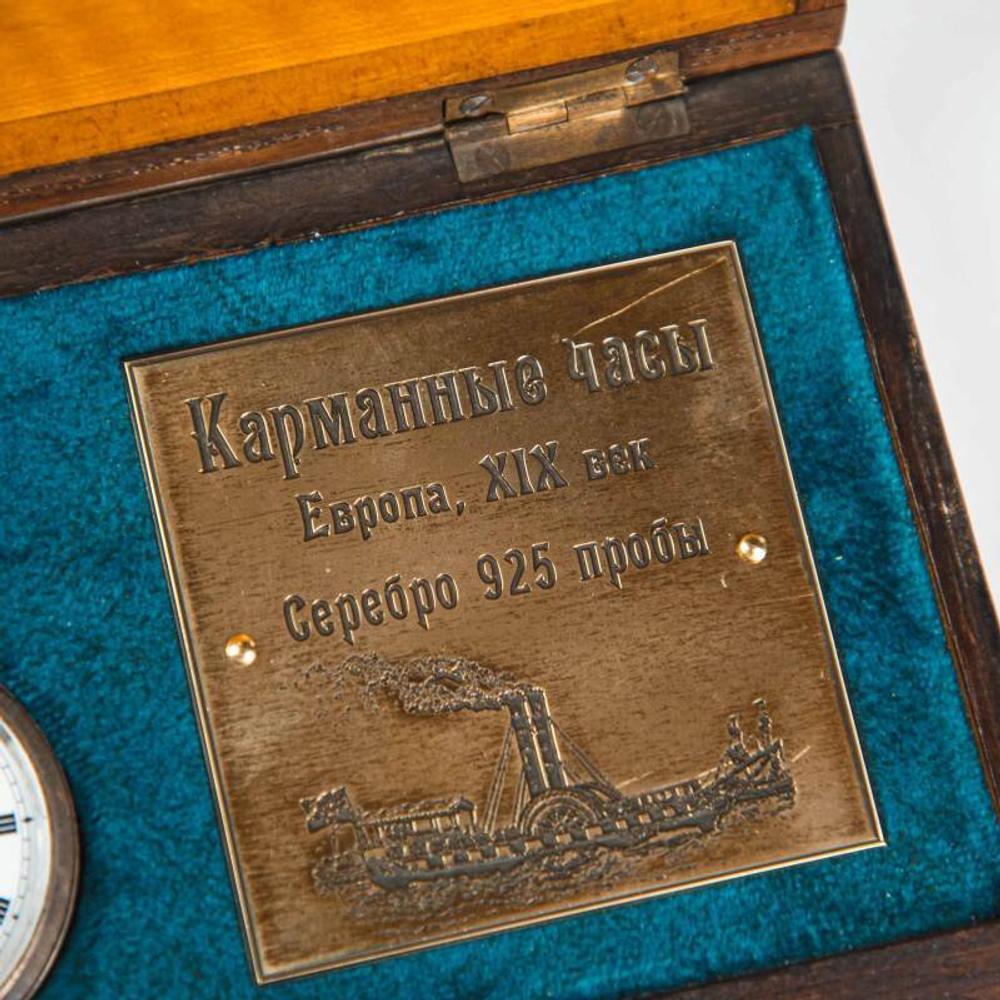 Карманные часы
Европа, XIX век
Серебро 925 пробы